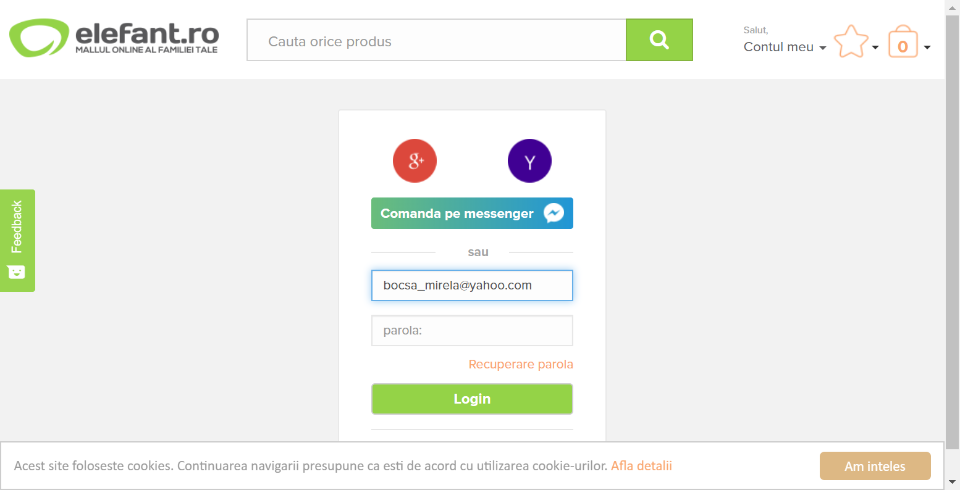 elefant.ro
MALLUL ONLINE AL FAMILIEI TALE
Cauta orice produs
Salut,
Contul meu
0
Feedback
g+
Y
Comanda pe messenger
sau
bocsa_mirela@yahoo.com
parola:
Recuperare parola
Login
Acest site foloseste cookies. Continuarea navigarii presupune ca esti de acord cu utilizarea cookie-urilor. Afla detalii
Am inteles